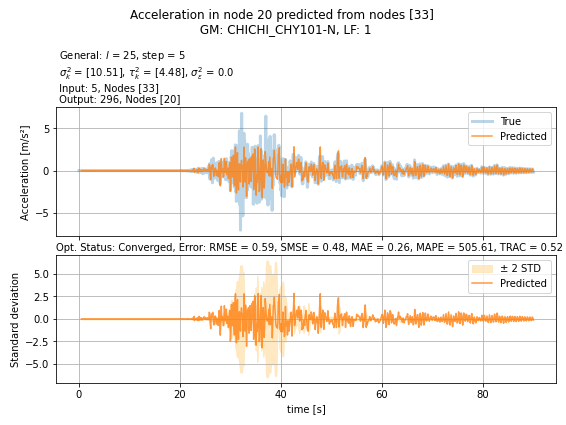 Acceleration in node 20 predicted from nodes [33]
GM: CHICHI_CHY101-N, LF: 1
General: l = 25, step = 5
σ²ₖ = [10.51], τ²ₖ = [4.48], σ²ε = 0.0
Input: 5, Nodes [33]
Output: 296, Nodes [20]
Acceleration [m/s²]
5
0
−5
True
Predicted
Opt. Status: Converged, Error: RMSE = 0.59, SMSE = 0.48, MAE = 0.26, MAPE = 505.61, TRAC = 0.52
Standard deviation
5.0
2.5
0.0
−2.5
−5.0
± 2 STD
Predicted
0 20 40 60 80
time [s]